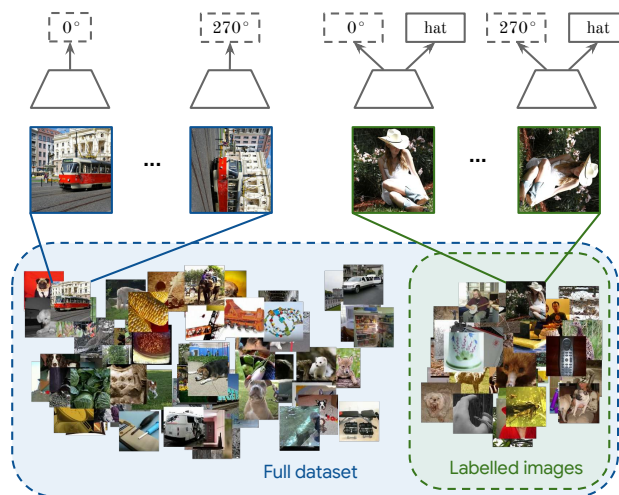 0° 270° 0° hat 270° hat
... ...
Full dataset
Labelled images